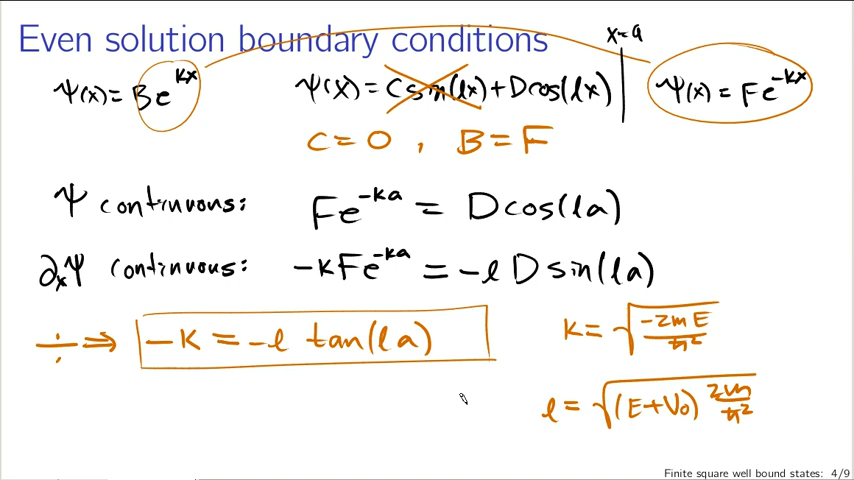 Even solution boundary conditions
x=a
ψ(x)= Be^{kx} ψ(x) = C sin(lx) + D cos(lx) ψ(x) = Fe^{-kx}
C = 0 , B = F
ψ continuous: Fe^{-ka} = D cos(la)
∂ₓψ continuous: -kFe^{-ka} = -l D sin(la)
÷ ⇒ -k = -l tan(la)
k = √(-2mE/ħ²)
l = √((E+V₀) 2m/ħ²)
Finite square well bound states: 4/9